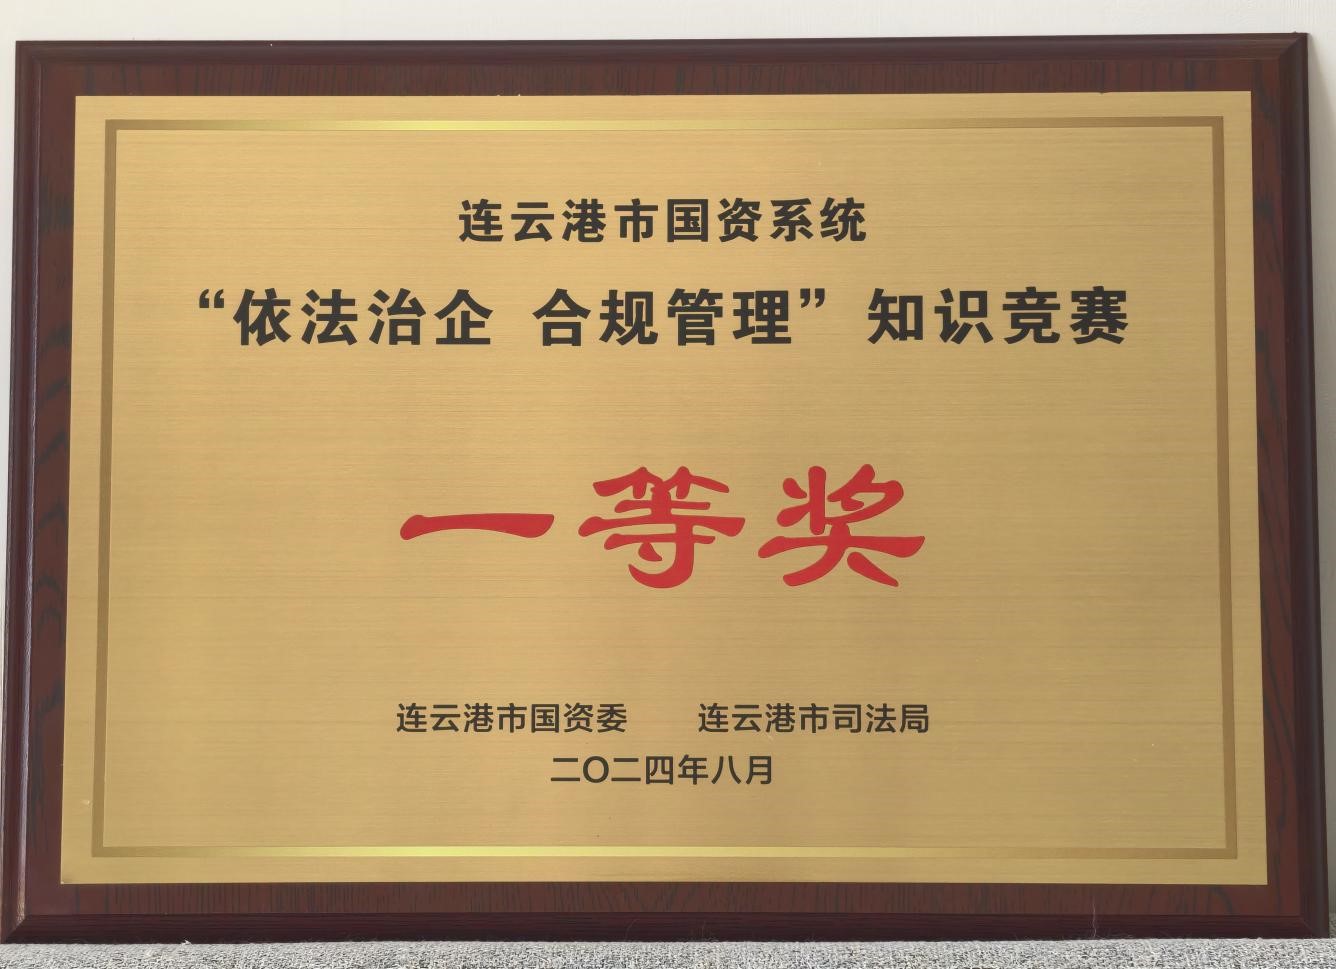 连云港市国资系统
“依法治企 合规管理”知识竞赛
一等奖
连云港市国资委 连云港市司法局
二〇二四年八月